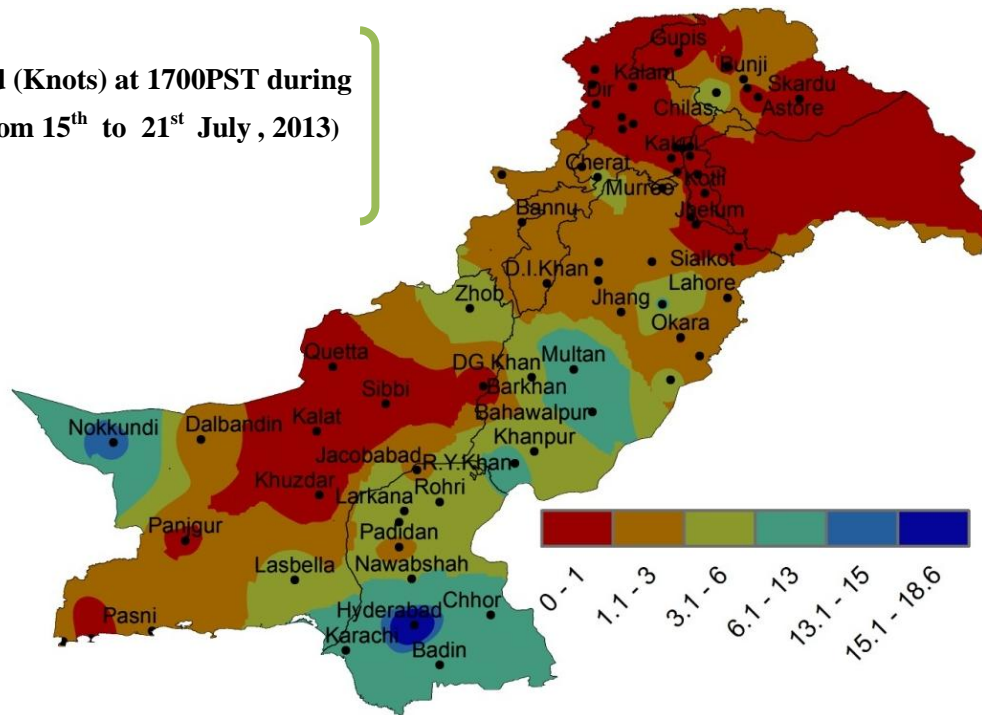 d (Knots) at 1700PST during
om 15th to 21st July , 2013)
Gupis
Bunji
Kalam
Skardu
Dir
Astore
Chilas
Cherat
Kakul
Murree
Kotli
Bannu
Jhelum
Sialkot
D.I.Khan
Lahore
Zhob
Jhang
Okara
Quetta
DG Khan
Multan
Sibbi
Barkhan
Nokkundi
Dalbandin
Kalat
Bahawalpur
Khanpur
Jacobabad
R.Y.Khan
Khuzdar
Larkana
Rohri
Panjgur
Padidan
Lasbella
Nawabshah
Pasni
Hyderabad
Chhor
Karachi
Badin
0 - 1
1.1 - 3
3.1 - 6
6.1 - 13
13.1 - 15
15.1 - 18.6